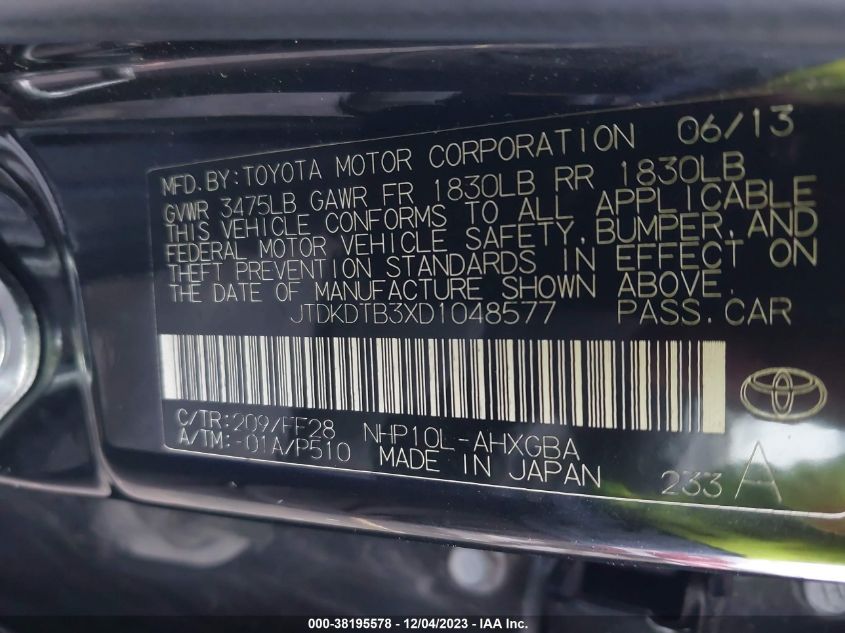 MFD.BY:TOYOTA MOTOR CORPORATION 06/13
GVWR 3475LB GAWR FR 1830LB RR 1830LB
THIS VEHICLE CONFORMS TO ALL APPLICABLE
FEDERAL MOTOR VEHICLE SAFETY, BUMPER, AND
THEFT PREVENTION STANDARDS IN EFFECT ON
THE DATE OF MANUFACTURE SHOWN ABOVE.
JTDKDTB3XD1048577 PASS.CAR
C/TR:209/FF28 NHP10L-AHXGBA
A/TM:-01A/P510 MADE IN JAPAN 233 A
000-38195578 - 12/04/2023 - IAAI.com